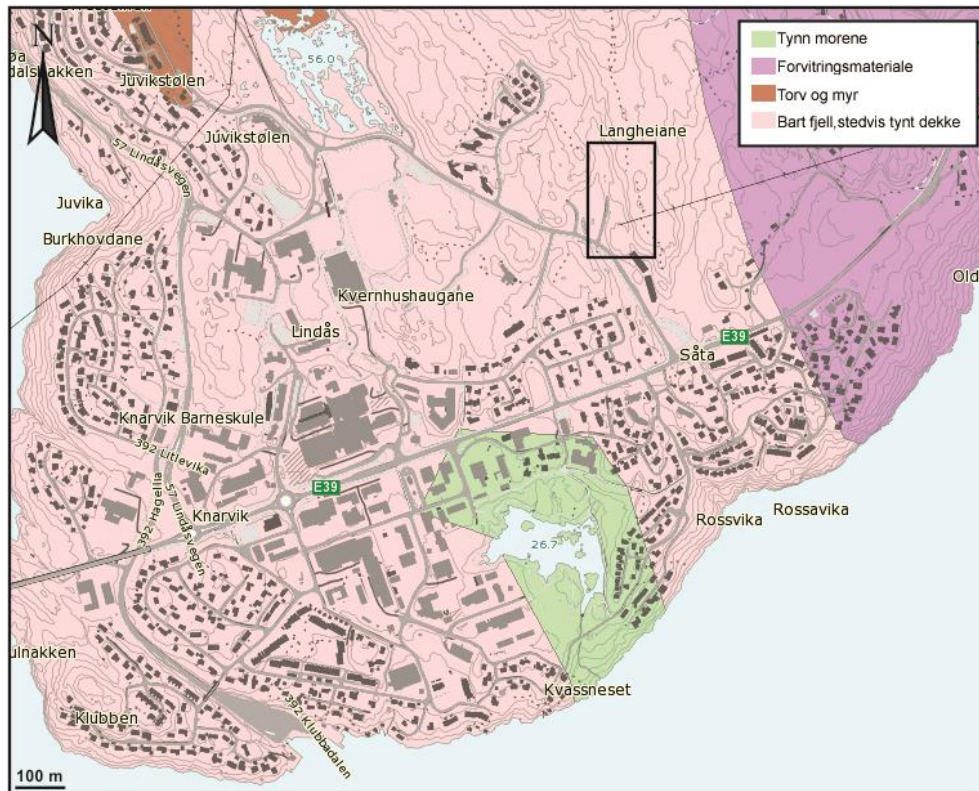 N
dalsbakken
Juvikstølen
56.0
Tynn morene
Forvitringsmateriale
Torv og myr
Bart fjell,stedvis tynt dekke
Juvikstølen
Langheiane
57 Lindåsvegen
Juvika
Burkhovdane
Old
Kvernhushaugane
Lindås
E39
Såta
Knarvik Barneskule
392 Litlevika
E39
392 Hagellia
57 Lindåsvegen
Knarvik
Rossvika
Rossavika
26.7
ulnakken
Kvassneset
Klubben
392 Klubbadalen
100 m